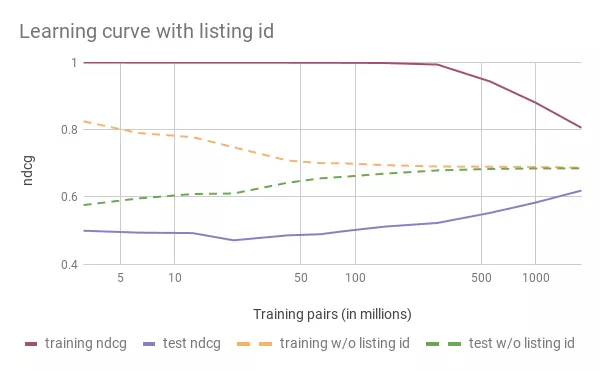 Learning curve with listing id
ndcg
1
0.8
0.6
0.4
5 10 50 100 500 1000
Training pairs (in millions)
training ndcg test ndcg training w/o listing id test w/o listing id